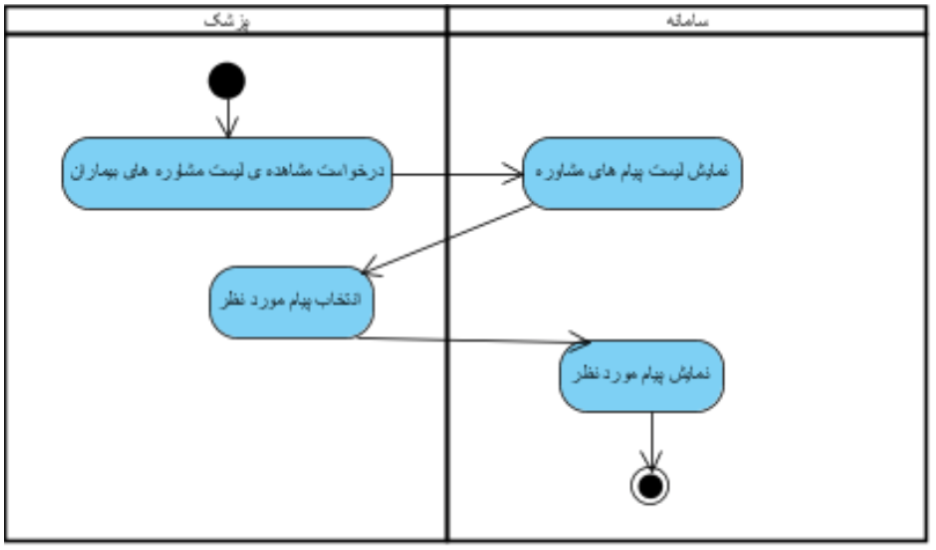 پزشک
سامانه
درخواست مشاهده ی لیست مشاوره های بیماران
نمایش لیست پیام های مشاوره
انتخاب پیام مورد نظر
نمایش پیام مورد نظر